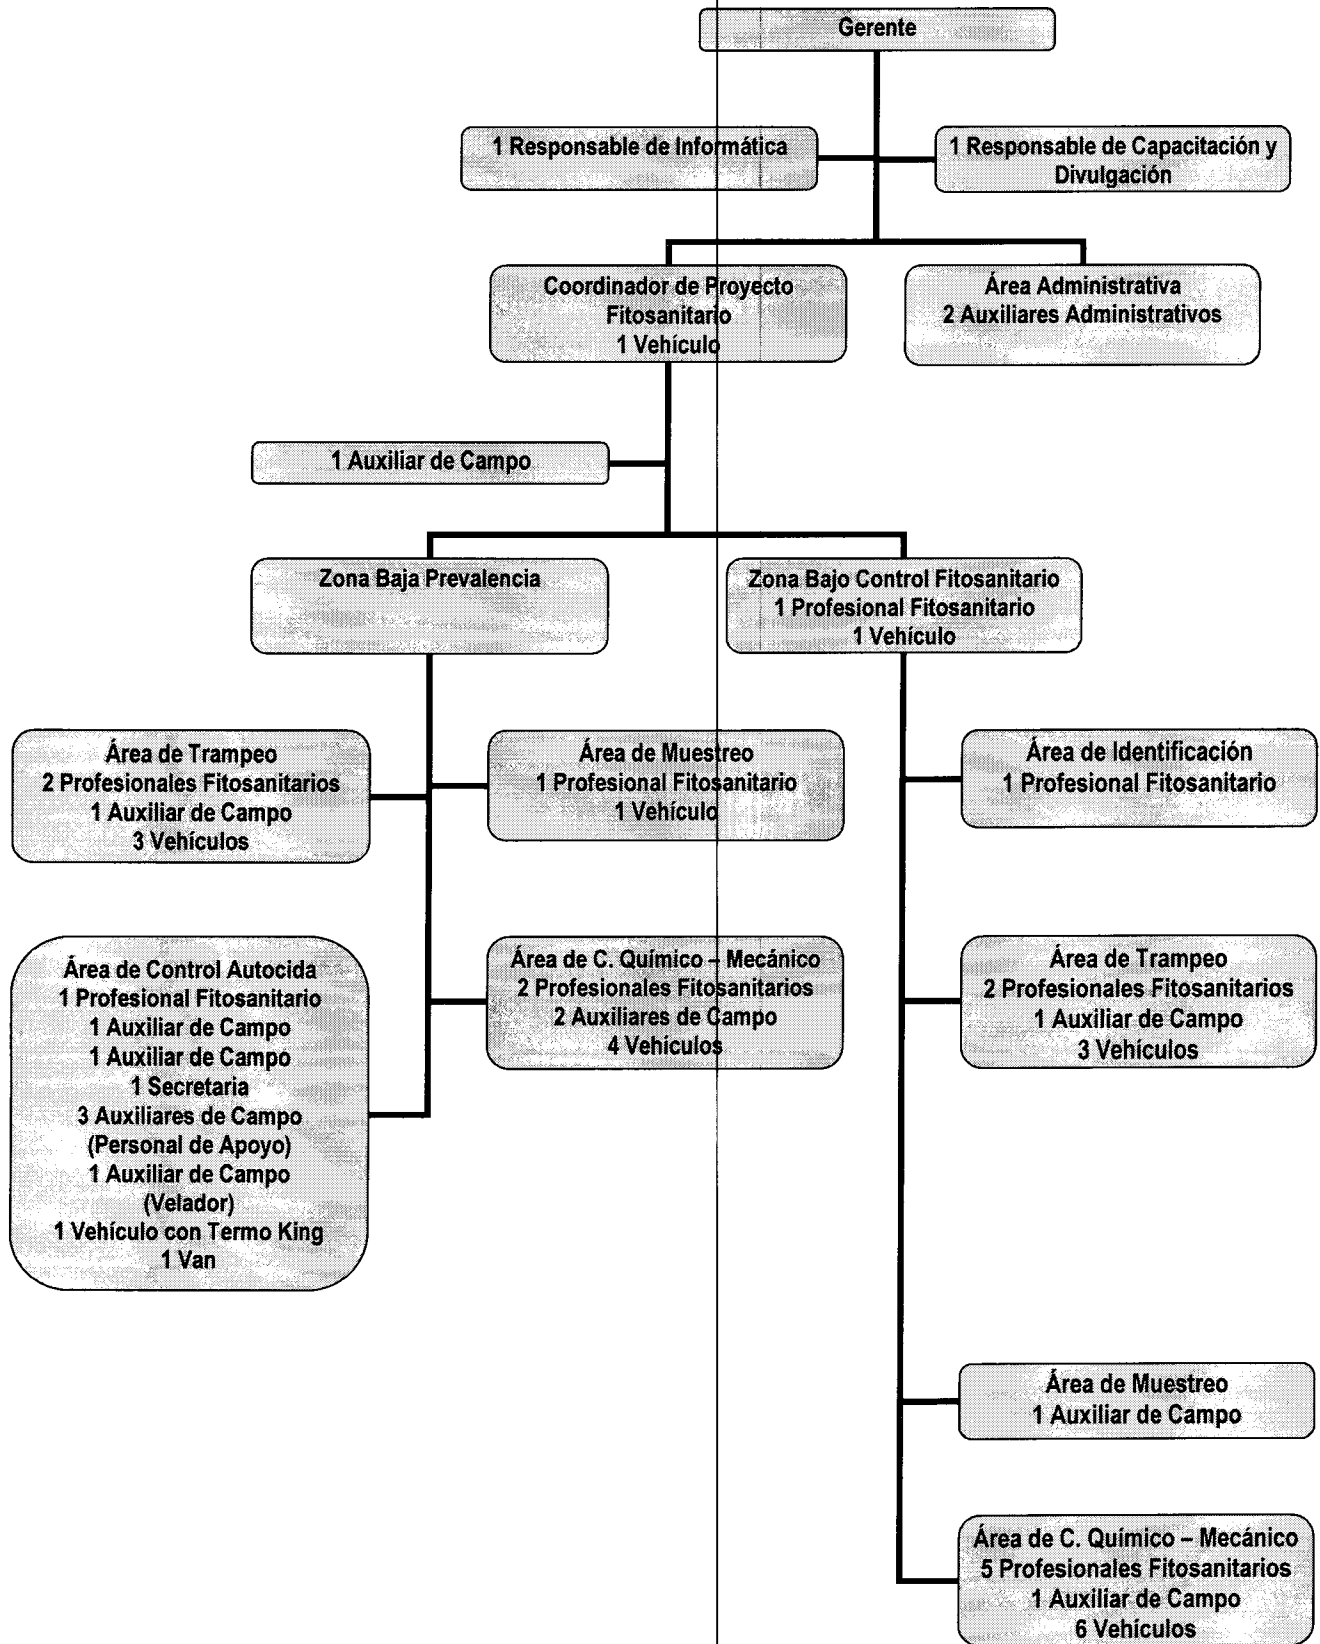 Gerente
1 Responsable de Informática
1 Responsable de Capacitación y
Divulgación
Coordinador de Proyecto
Fitosanitario
1 Vehículo
Área Administrativa
2 Auxiliares Administrativos
1 Auxiliar de Campo
Zona Baja Prevalencia
Zona Bajo Control Fitosanitario
1 Profesional Fitosanitario
1 Vehículo
Área de Trampeo
2 Profesionales Fitosanitarios
1 Auxiliar de Campo
3 Vehículos
Área de Muestreo
1 Profesional Fitosanitario
1 Vehículo
Área de Identificación
1 Profesional Fitosanitario
Área de Control Autocida
1 Profesional Fitosanitario
1 Auxiliar de Campo
1 Auxiliar de Campo
1 Secretaria
3 Auxiliares de Campo
(Personal de Apoyo)
1 Auxiliar de Campo
(Velador)
1 Vehículo con Termo King
1 Van
Área de C. Químico – Mecánico
2 Profesionales Fitosanitarios
2 Auxiliares de Campo
4 Vehículos
Área de Trampeo
2 Profesionales Fitosanitarios
1 Auxiliar de Campo
3 Vehículos
Área de Muestreo
1 Auxiliar de Campo
Área de C. Químico – Mecánico
5 Profesionales Fitosanitarios
1 Auxiliar de Campo
6 Vehículos